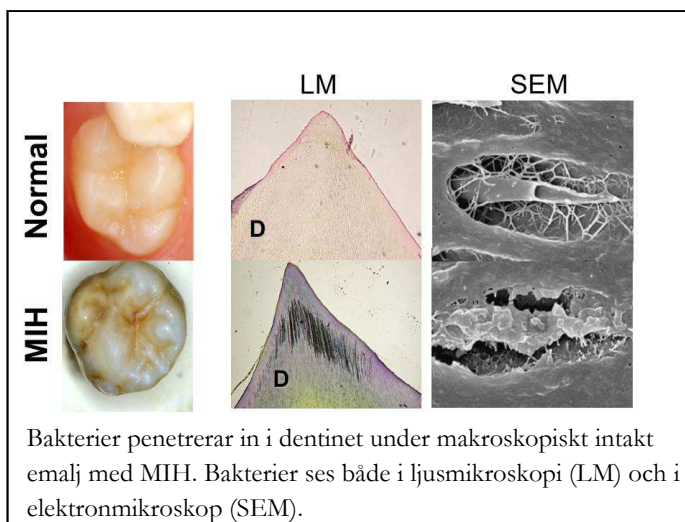 LM
SEM
Normal
D
MIH
D
Bakterier penetrerar in i dentinet under makroskopiskt intakt
emalj med MIH. Bakterier ses både i ljusmikroskopi (LM) och i
elektronmikroskop (SEM).